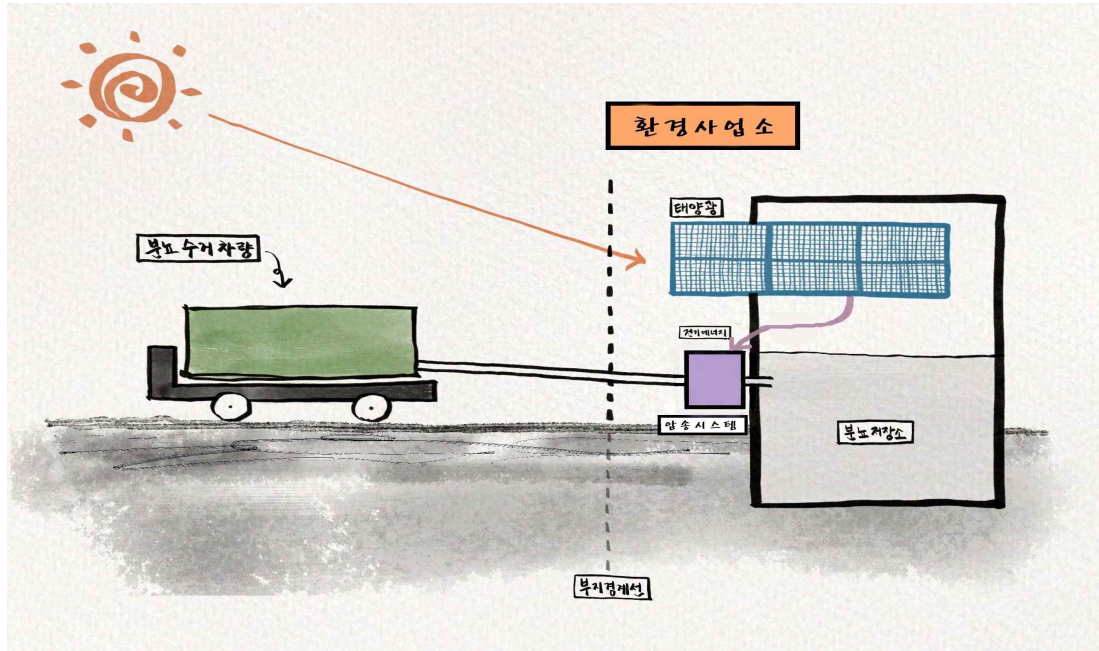 환경사업소
태양광
분뇨수거차량
전기에너지
압송시스템
분뇨저장소
부지경계선